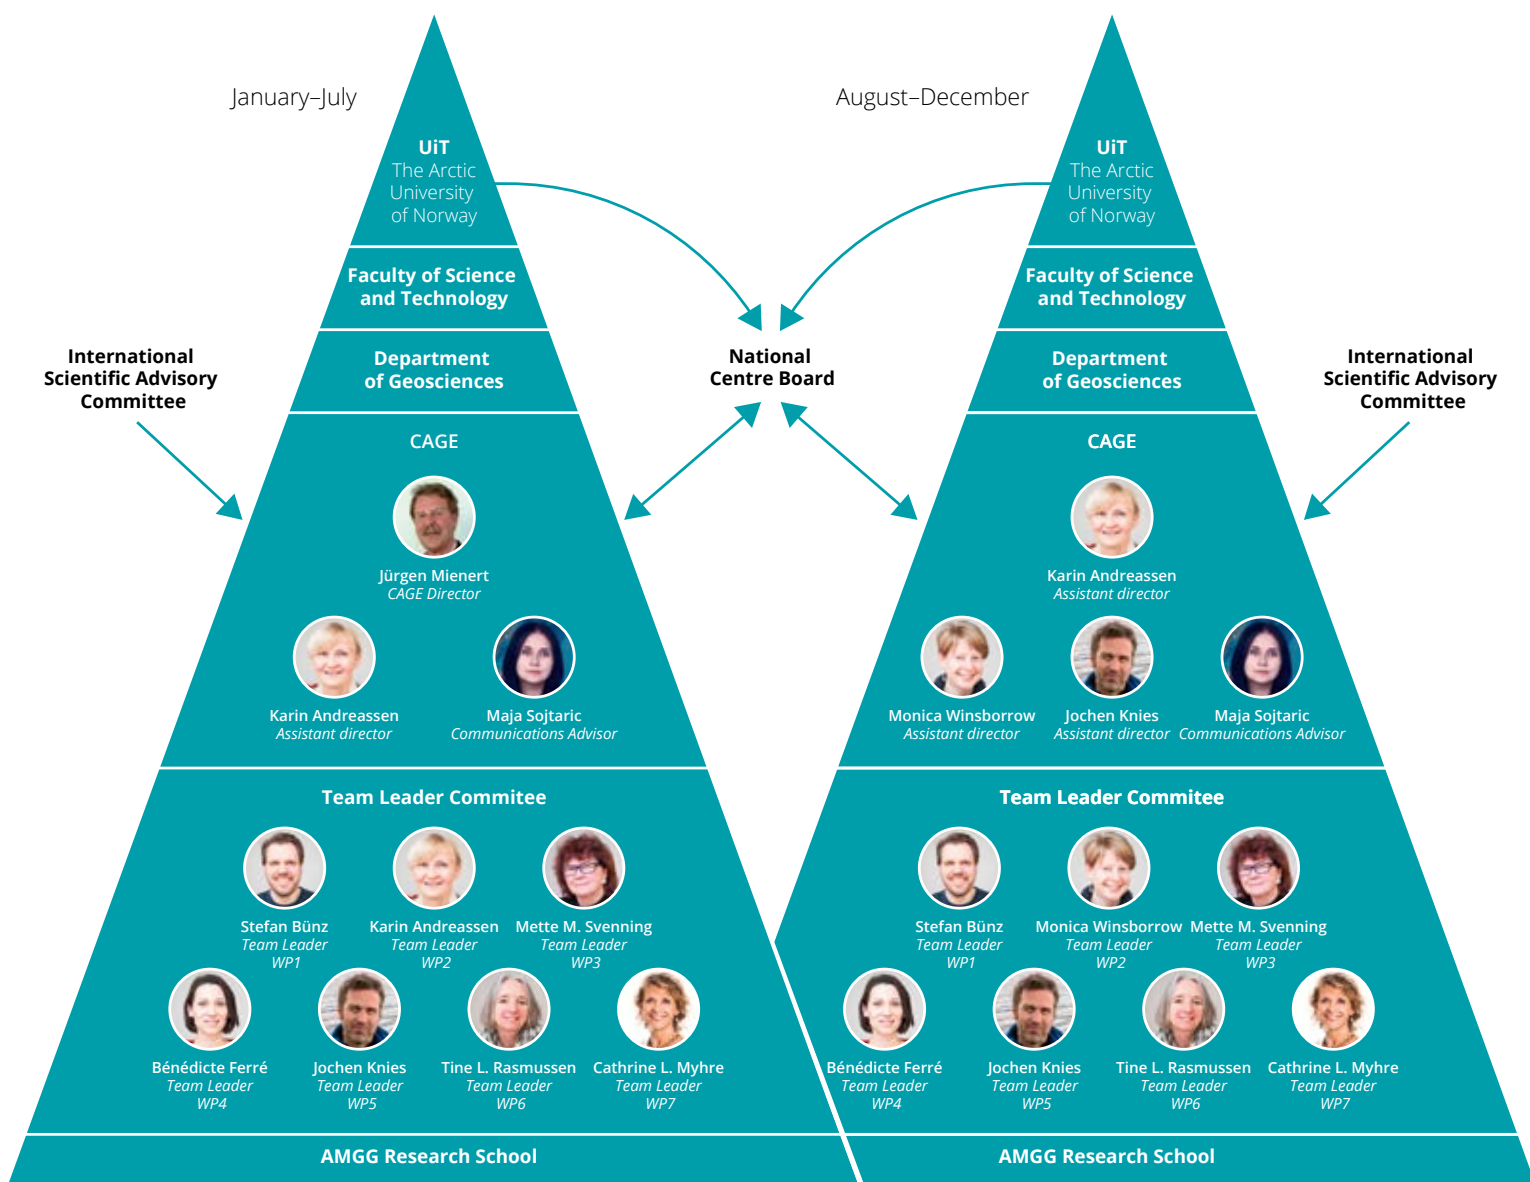 January–July
UiT
The Arctic
University
of Norway
Faculty of Science
and Technology
Department
of Geosciences
International
Scientific Advisory
Committee
CAGE
Jürgen Mienert
CAGE Director
Karin Andreassen
Assistant director
Maja Sojtaric
Communications Advisor
Team Leader Commitee
Stefan Bünz
Team Leader
WP1
Karin Andreassen
Team Leader
WP2
Mette M. Svenning
Team Leader
WP3
Bénédicte Ferré
Team Leader
WP4
Jochen Knies
Team Leader
WP5
Tine L. Rasmussen
Team Leader
WP6
Cathrine L. Myhre
Team Leader
WP7
AMGG Research School
National
Centre Board
August–December
UiT
The Arctic
University
of Norway
Faculty of Science
and Technology
Department
of Geosciences
International
Scientific Advisory
Committee
CAGE
Karin Andreassen
Assistant director
Monica Winsborrow
Assistant director
Jochen Knies
Assistant director
Maja Sojtaric
Communications Advisor
Team Leader Commitee
Stefan Bünz
Team Leader
WP1
Monica Winsborrow
Team Leader
WP2
Mette M. Svenning
Team Leader
WP3
Bénédicte Ferré
Team Leader
WP4
Jochen Knies
Team Leader
WP5
Tine L. Rasmussen
Team Leader
WP6
Cathrine L. Myhre
Team Leader
WP7
AMGG Research School